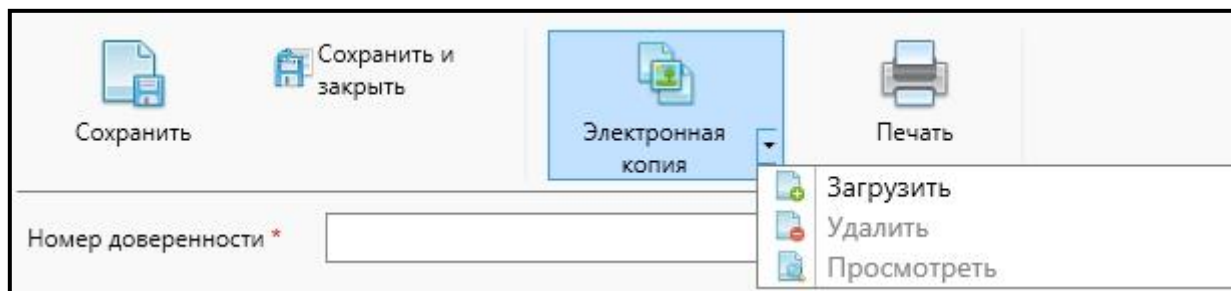 Сохранить
Сохранить и
закрыть
Электронная
копия
Печать
Загрузить
Удалить
Просмотреть
Номер доверенности *